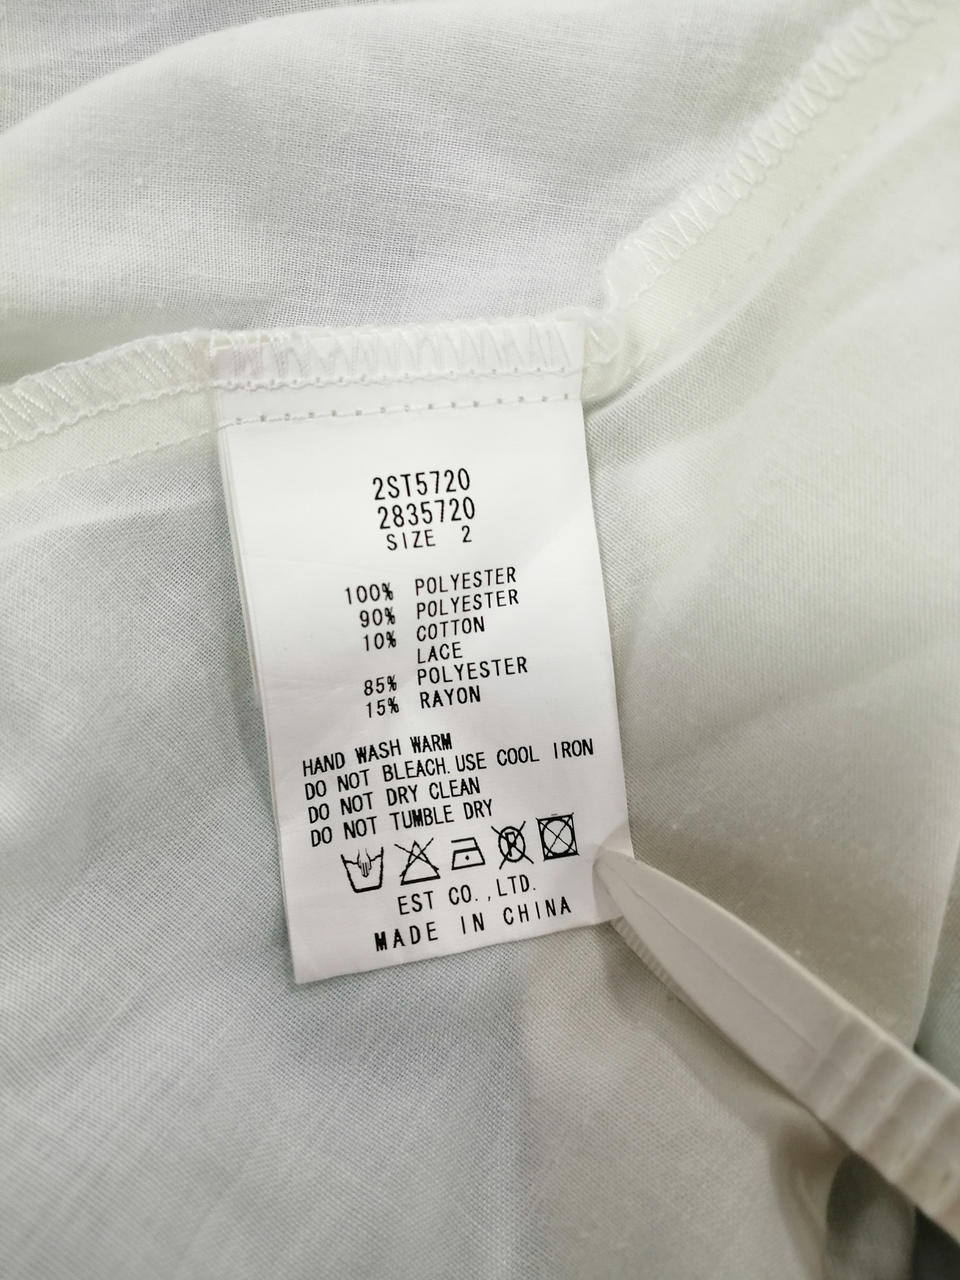 2ST5720
2835720
SIZE 2
100% POLYESTER
90% POLYESTER
10% COTTON
LACE
85% POLYESTER
15% RAYON
HAND WASH WARM
DO NOT BLEACH.USE COOL IRON
DO NOT DRY CLEAN
DO NOT TUMBLE DRY
P
EST CO.,LTD.
MADE IN CHINA